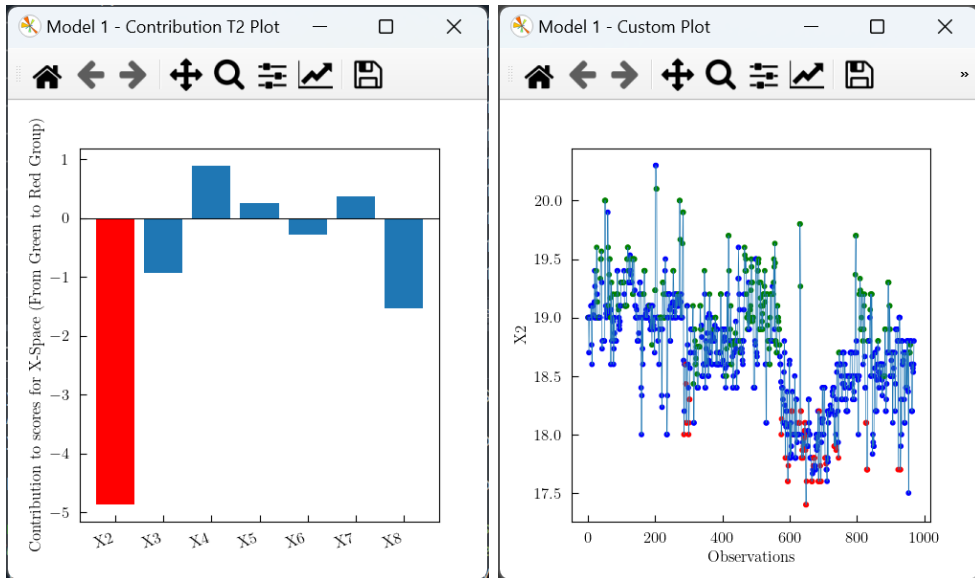 Model 1 - Contribution T2 Plot
Contribution to scores for X-Space (From Green to Red Group)
1
0
−1
−2
−3
−4
−5
X2 X3 X4 X5 X6 X7 X8
Model 1 - Custom Plot
»
X2
20.0
19.5
19.0
18.5
18.0
17.5
0 200 400 600 800 1000
Observations